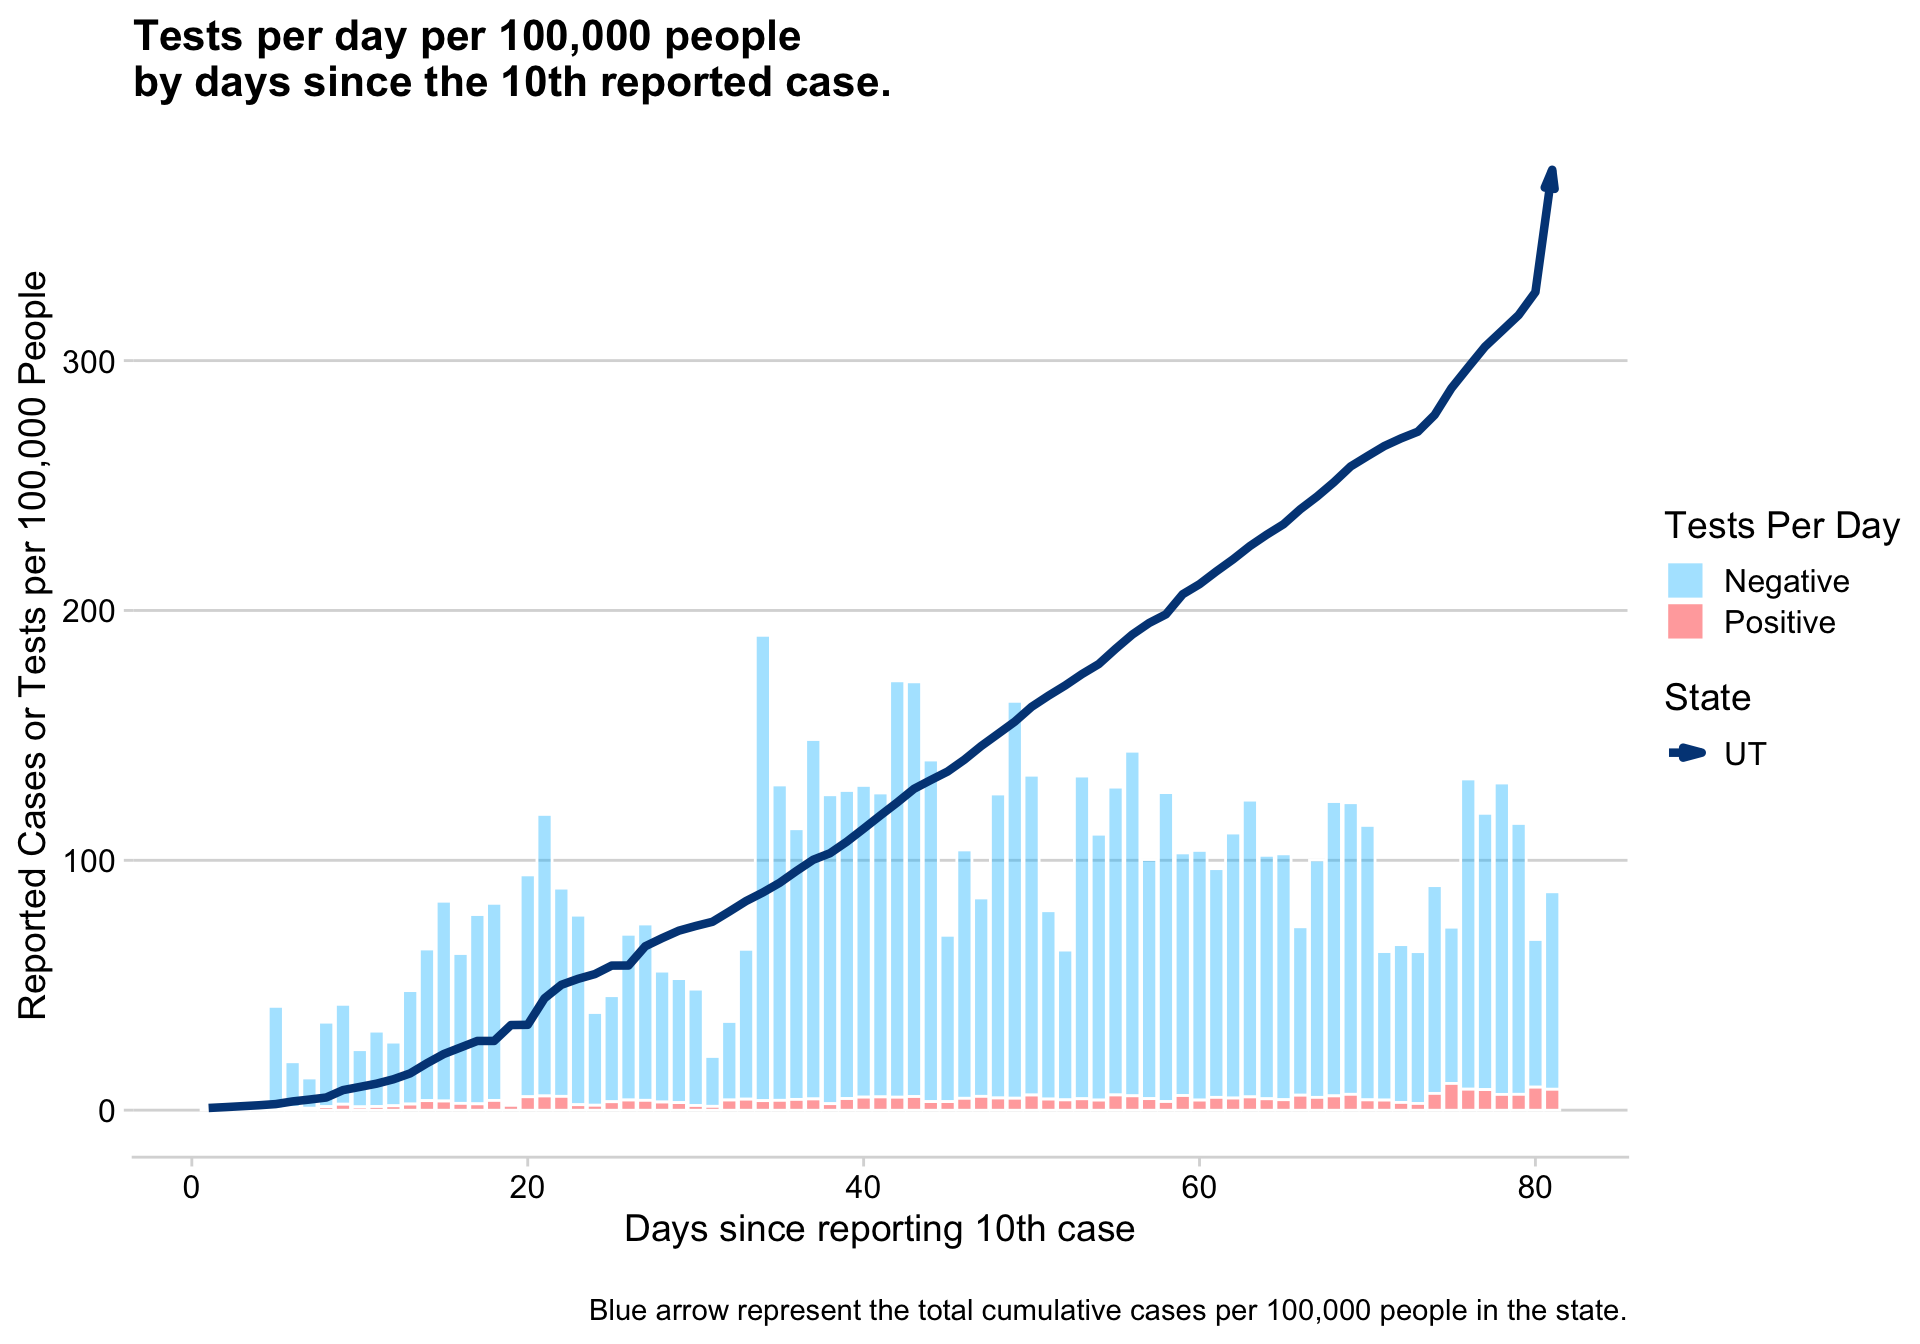 Tests per day per 100,000 people
by days since the 10th reported case.
Reported Cases or Tests per 100,000 People
300
200
100
0
0 20 40 60 80
Days since reporting 10th case
Tests Per Day
Negative
Positive
State
UT
Blue arrow represent the total cumulative cases per 100,000 people in the state.